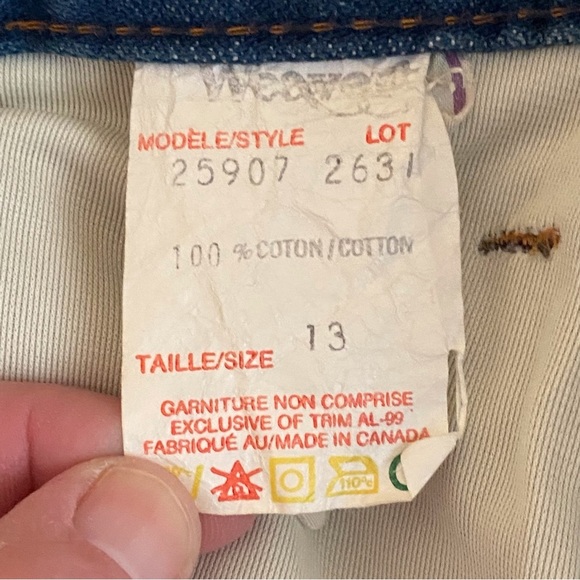 MODÈLE/STYLE LOT
25907 2631
100 % COTON/COTTON
13
TAILLE/SIZE
GARNITURE NON COMPRISE
EXCLUSIVE OF TRIM AL-99
FABRIQUÉ AU/MADE IN CANADA
110°c